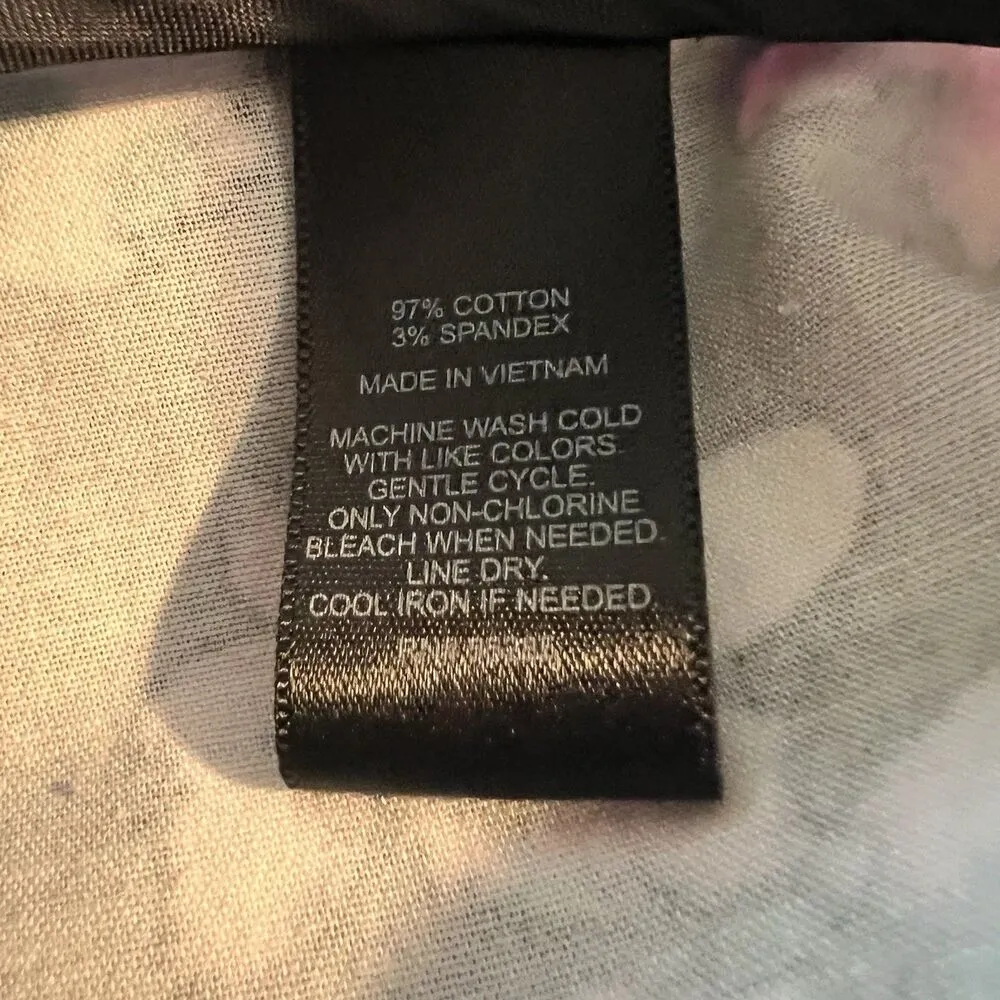 97% COTTON
3% SPANDEX
MADE IN VIETNAM
MACHINE WASH COLD
WITH LIKE COLORS.
GENTLE CYCLE.
ONLY NON-CHLORINE
BLEACH WHEN NEEDED.
LINE DRY.
COOL IRON IF NEEDED